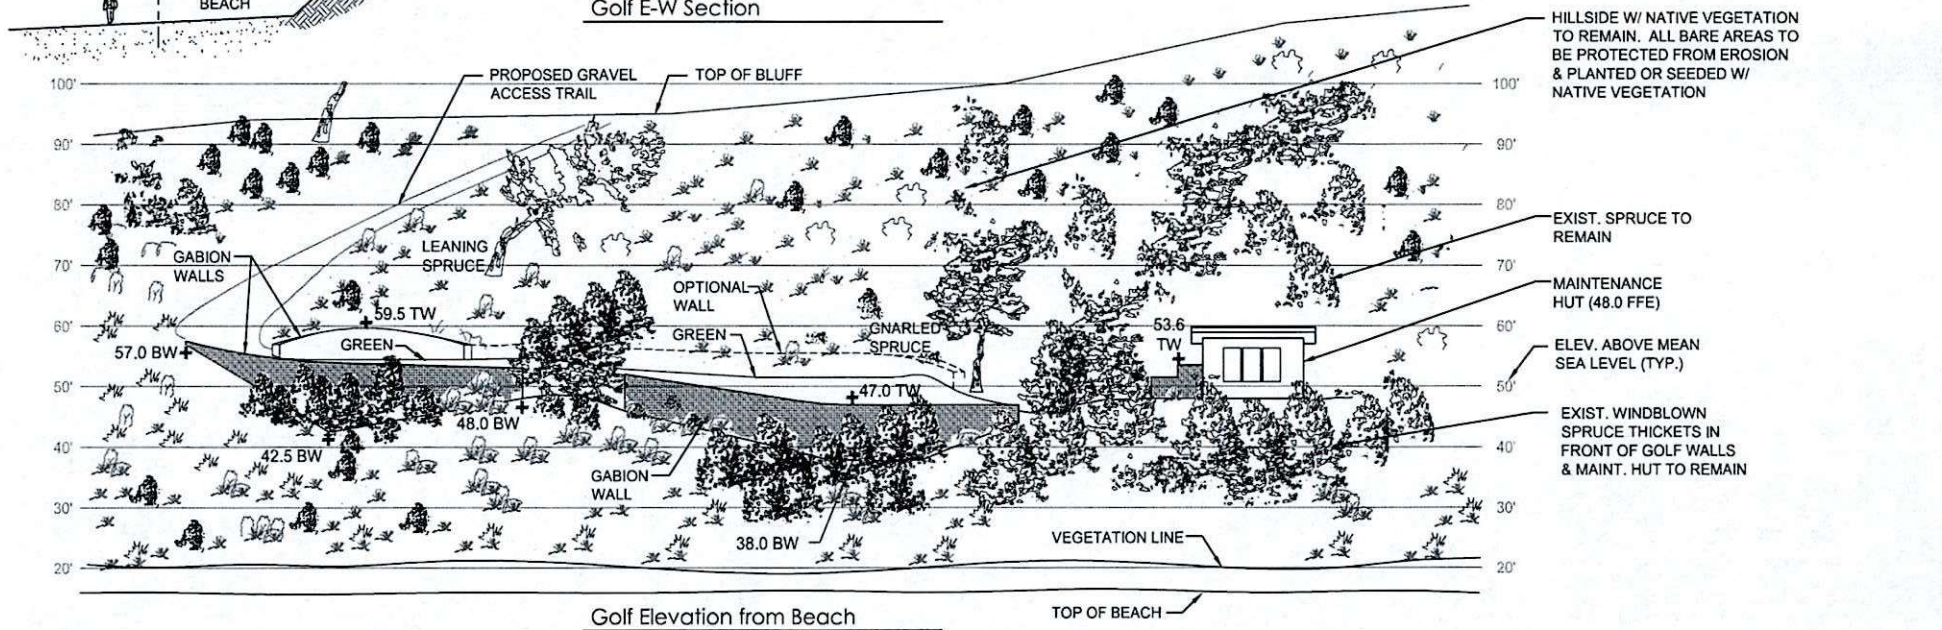 BEACH
Golf E-W Section
HILLSIDE W/ NATIVE VEGETATION
TO REMAIN. ALL BARE AREAS TO
BE PROTECTED FROM EROSION
& PLANTED OR SEEDED W/
NATIVE VEGETATION
PROPOSED GRAVEL
ACCESS TRAIL
TOP OF BLUFF
100'
100'
90'
90'
80'
80'
EXIST. SPRUCE TO
REMAIN
LEANING
SPRUCE
GABION
WALLS
70'
70'
OPTIONAL
WALL
MAINTENANCE
HUT (48.0 FFE)
59.5 TW
60'
60'
GREEN
GREEN
GNARLED
SPRUCE
53.6
TW
57.0 BW
ELEV. ABOVE MEAN
SEA LEVEL (TYP.)
50'
50'
47.0 TW
48.0 BW
EXIST. WINDBLOWN
SPRUCE THICKETS IN
FRONT OF GOLF WALLS
& MAINT. HUT TO REMAIN
40'
40'
42.5 BW
GABION
WALL
30'
30'
38.0 BW
VEGETATION LINE
20'
20'
TOP OF BEACH
Golf Elevation from Beach